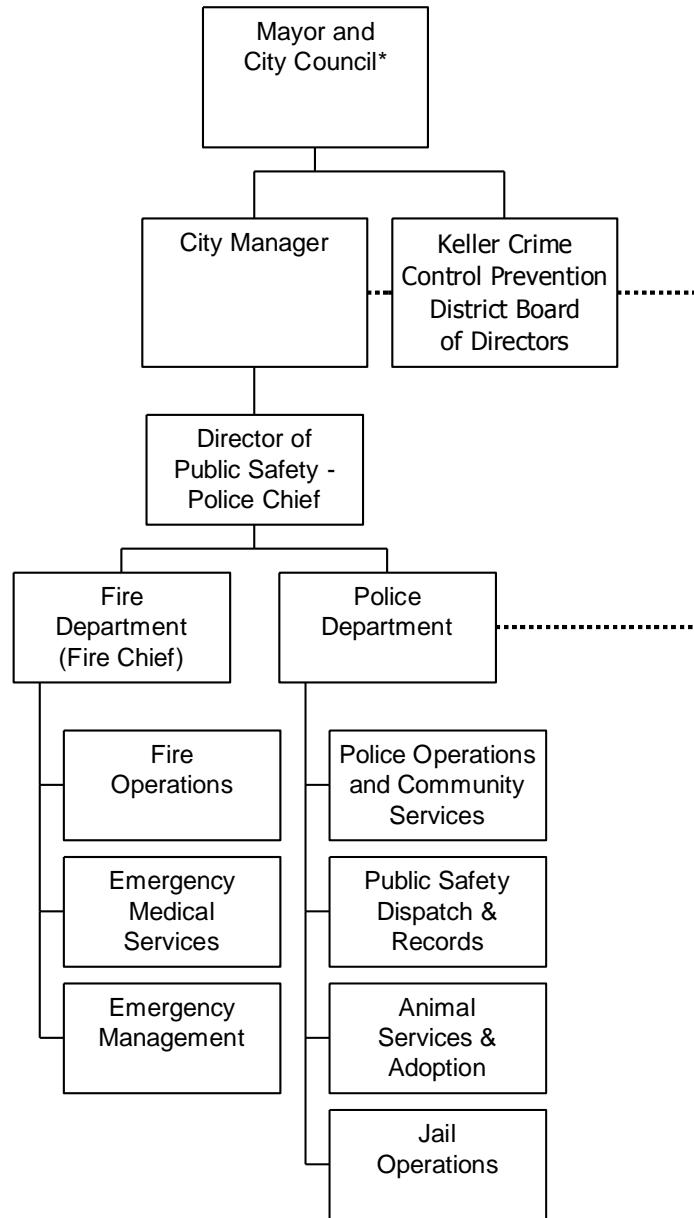 Mayor and
City Council*
City Manager
Keller Crime
Control Prevention
District Board
of Directors
Director of
Public Safety -
Police Chief
Fire
Department
(Fire Chief)
Police
Department
Fire
Operations
Emergency
Medical
Services
Emergency
Management
Police Operations
and Community
Services
Public Safety
Dispatch &
Records
Animal
Services &
Adoption
Jail
Operations